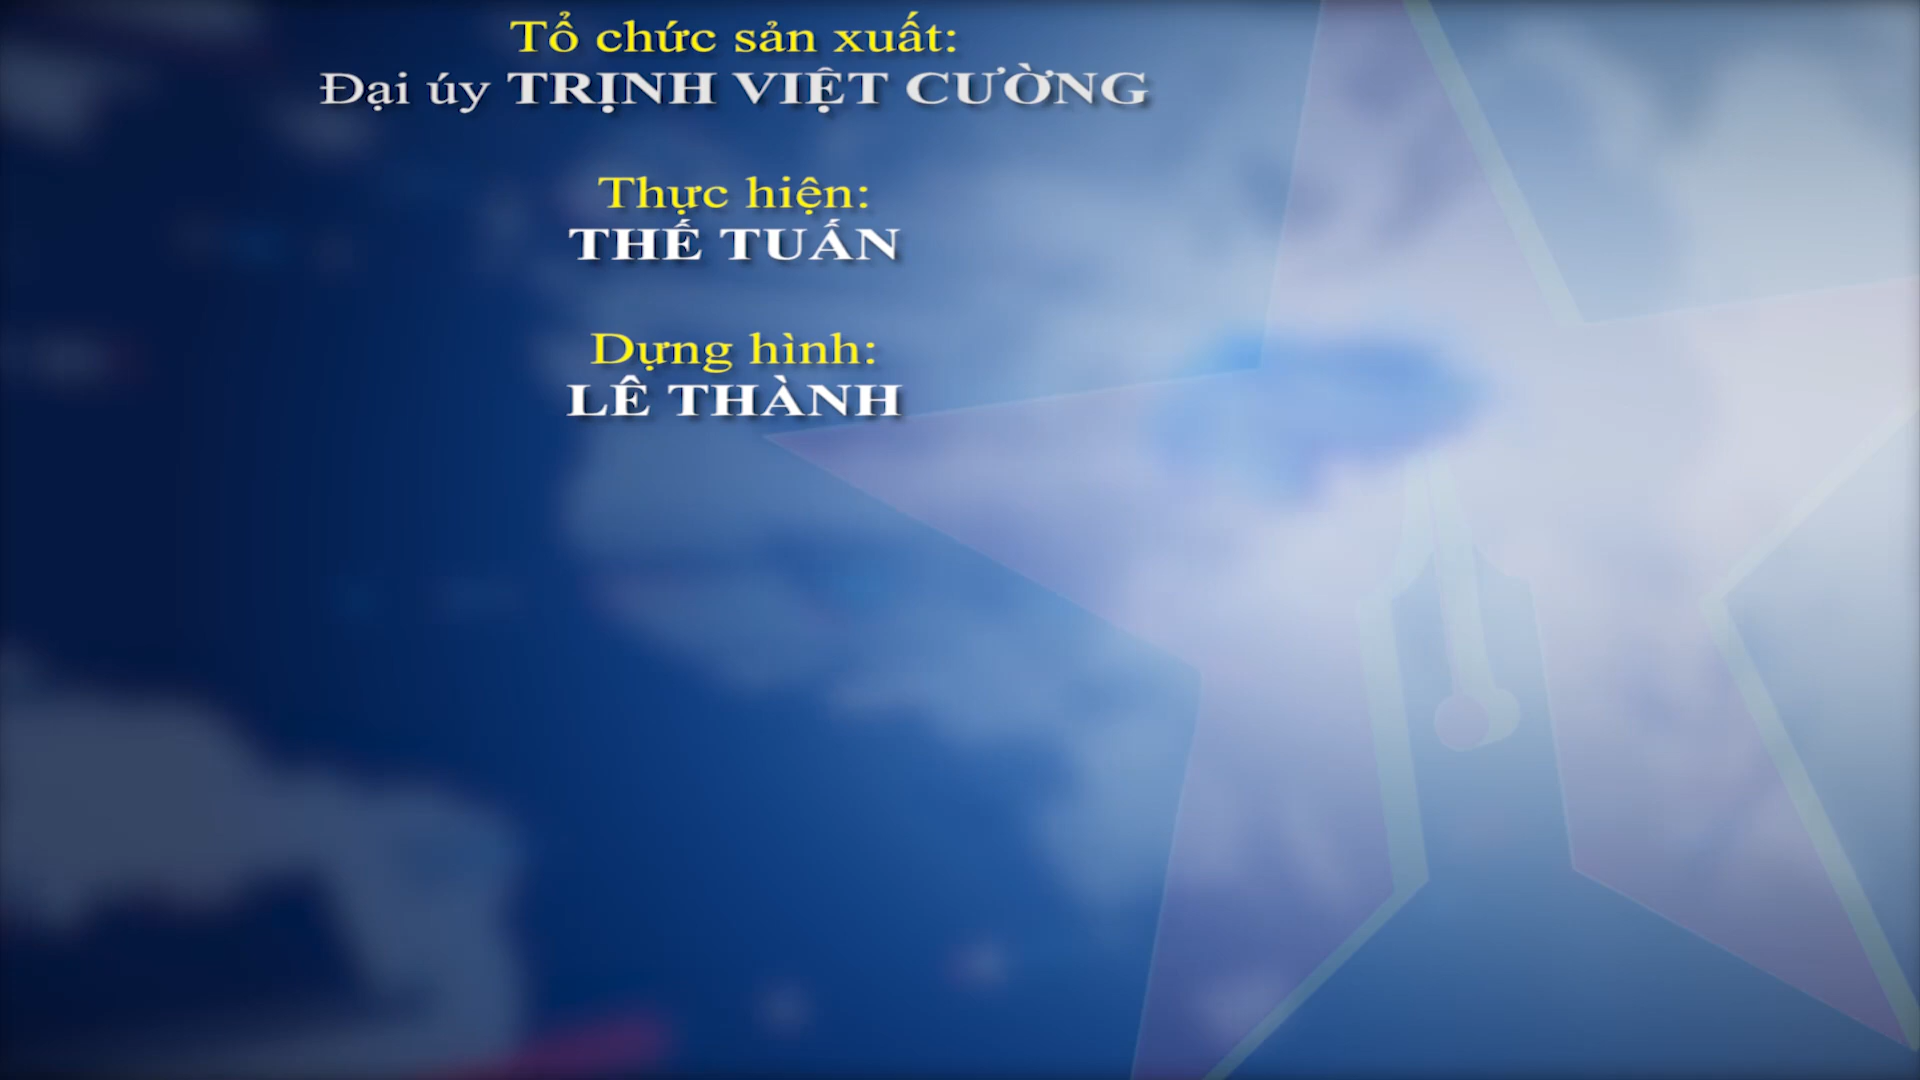 Tổ chức sản xuất:
Đại úy TRỊNH VIỆT CƯỜNG
Thực hiện:
THẾ TUẤN
Dựng hình:
LÊ THÀNH